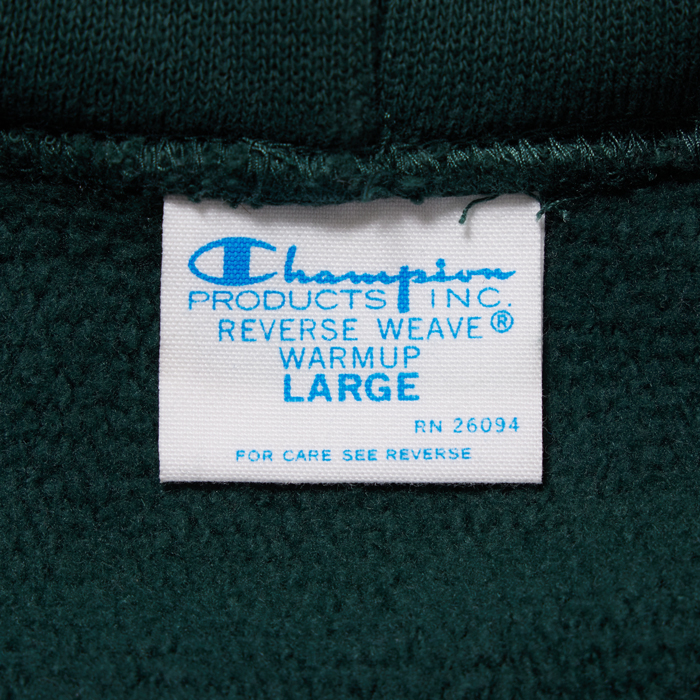 Champion
PRODUCTS INC.
REVERSE WEAVE®
WARMUP
LARGE
RN 26094
FOR CARE SEE REVERSE